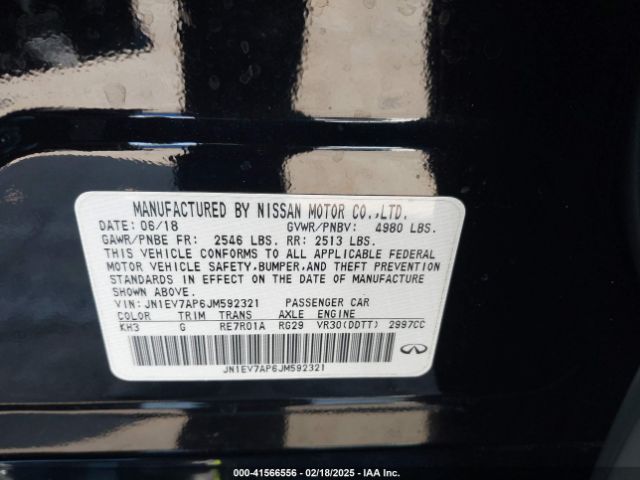 MANUFACTURED BY NISSAN MOTOR CO.,LTD.
DATE: 06/18 GVWR/PNBV: 4980 LBS.
GAWR/PNBE FR: 2546 LBS. RR: 2513 LBS.
THIS VEHICLE CONFORMS TO ALL APPLICABLE FEDERAL
MOTOR VEHICLE SAFETY,BUMPER,AND THEFT PREVENTION
STANDARDS IN EFFECT ON THE DATE OF MANUFACTURE
SHOWN ABOVE.
VIN: JN1EV7AP6JM592321 PASSENGER CAR
COLOR TRIM TRANS AXLE ENGINE
KH3 G RE7R01A RG29 VR30(DDTT) 2997CC
JN1EV7AP6JM592321
000-41566556 — 02/18/2025 — IAA Inc.